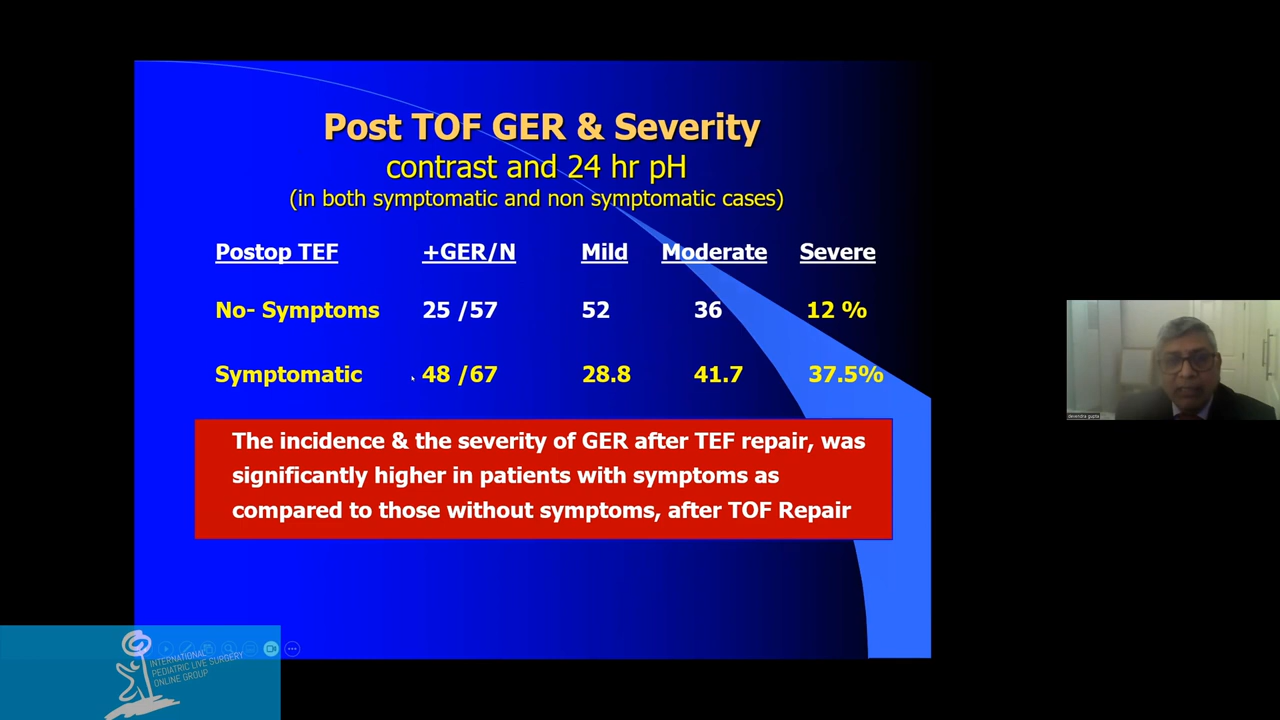 Post TOF GER & Severity
contrast and 24 hr pH
(in both symptomatic and non symptomatic cases)
Postop TEF +GER/N Mild Moderate Severe
No- Symptoms 25 /57 52 36 12 %
Symptomatic 48 /67 28.8 41.7 37.5%
The incidence & the severity of GER after TEF repair, was
significantly higher in patients with symptoms as
compared to those without symptoms, after TOF Repair
devendra gupta
INTERNATIONAL
PEDIATRIC LIVE SURGERY
ONLINE GROUP